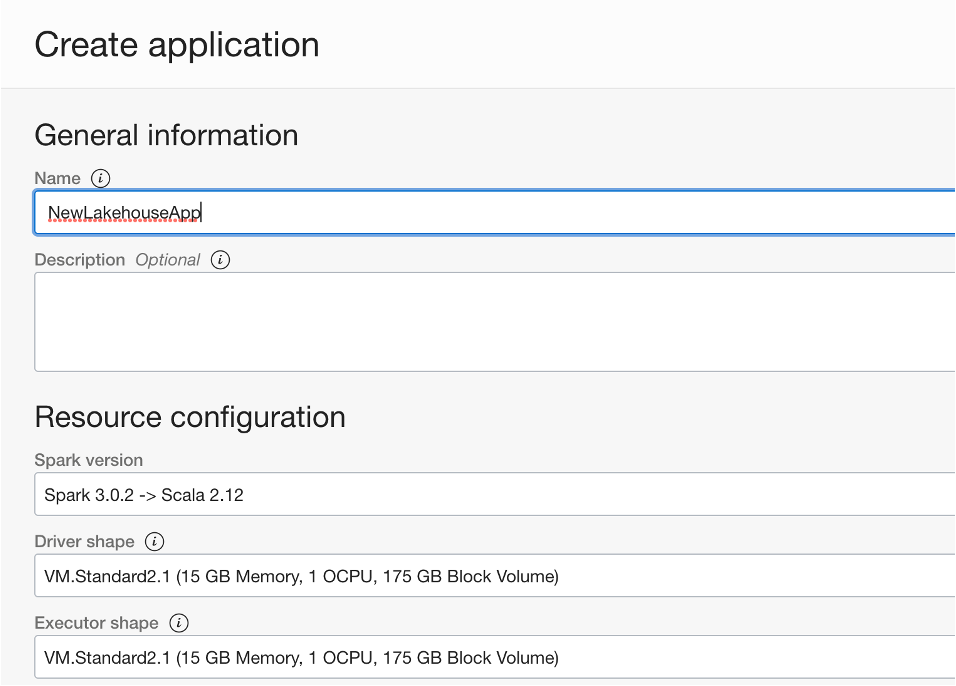 Create application
General information
Name
NewLakehouseApp
Description Optional
Resource configuration
Spark version
Spark 3.0.2 -> Scala 2.12
Driver shape
VM.Standard2.1 (15 GB Memory, 1 OCPU, 175 GB Block Volume)
Executor shape
VM.Standard2.1 (15 GB Memory, 1 OCPU, 175 GB Block Volume)